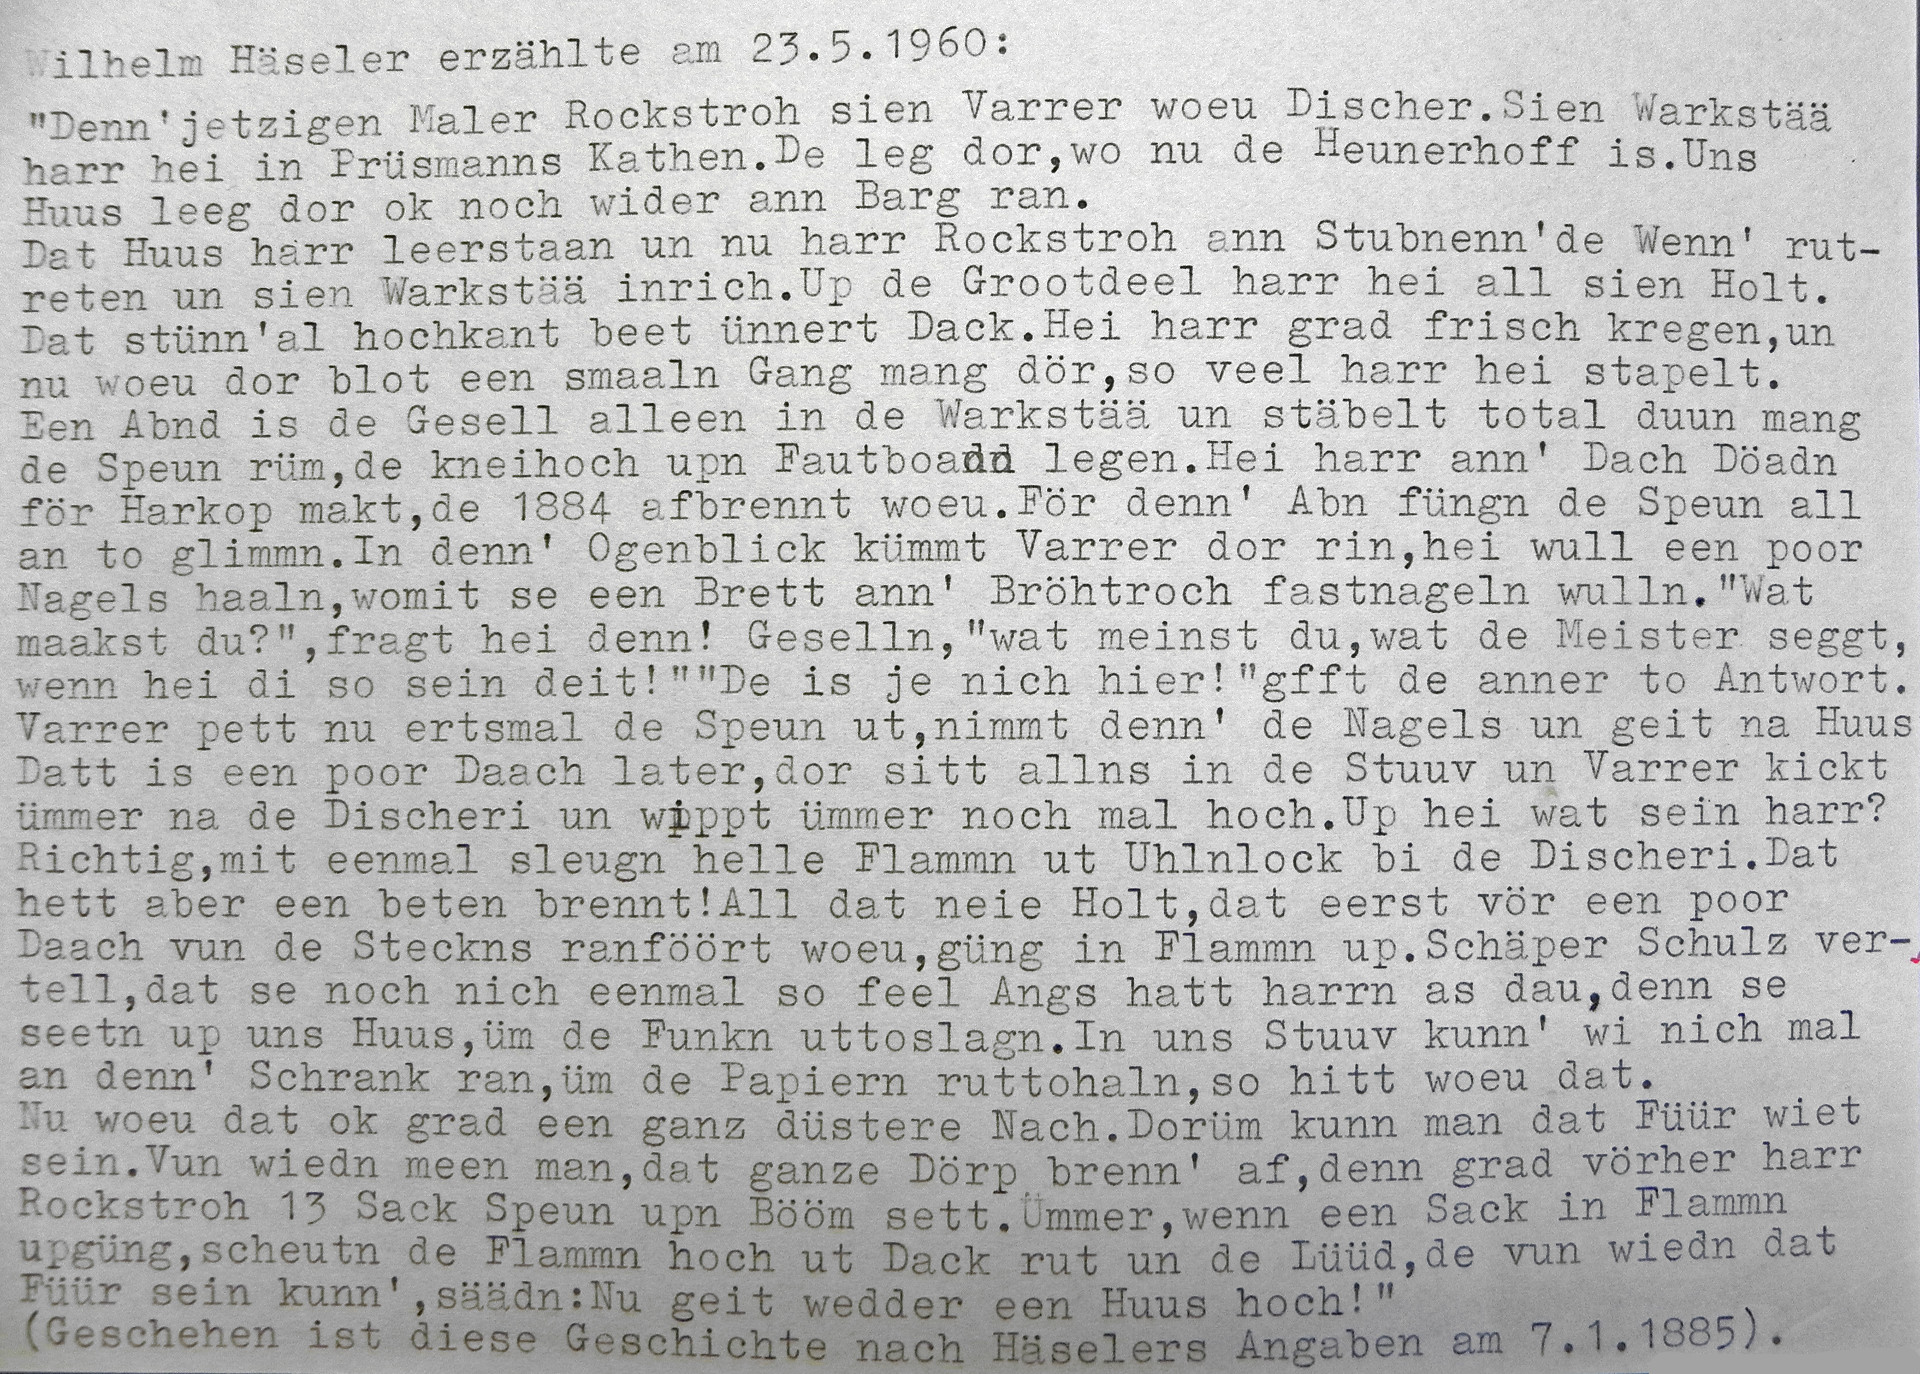 Wilhelm Häseler erzählte am 23.5.1960:
"Denn'jetzigen Maler Rockstroh sien Varrer woeu Discher.Sien Warkstää
harr hei in Prüsmanns Kathen.De leg dor,wo nu de Heunerhoff is.Uns
Huus leeg dor ok noch wider ann Barg ran.
Dat Huus harr leerstaan un nu harr Rockstroh ann Stubnenn'de Wenn' rut-
reten un sien Warkstää inrich.Up de Grootdeel harr hei all sien Holt.
Dat stünn'al hochkant beet ünnert Dack.Hei harr grad frisch kregen,un
nu woeu dor blot een smaaln Gang mang dör,so veel harr hei stapelt.
Een Abnd is de Gesell alleen in de Warkstää un stäbelt total duun mang
de Speun rüm,de kneihoch upn Fautboadd legen.Hei harr ann' Dach Döadn
för Harkop makt,de 1884 afbrennt woeu.För denn' Abn füngn de Speun all
an to glimmn.In denn' Ogenblick kümmt Varrer dor rin,hei wull een poor
Nagels haaln,womit se een Brett ann' Bröhtroch fastnageln wulln."Wat
maakst du?",fragt hei denn! Geselln,"wat meinst du,wat de Meister seggt,
wenn hei di so sein deit!""De is je nich hier!"gfft de anner to Antwort.
Varrer pett nu ertsmal de Speun ut,nimmt denn' de Nagels un geit na Huus
Datt is een poor Daach later,dor sitt allns in de Stuuv un Varrer kickt
ümmer na de Discheri un wippt ümmer noch mal hoch.Up hei wat sein harr?
Richtig,mit eenmal sleugn helle Flammn ut Uhlnlock bi de Discheri.Dat
hett aber een beten brennt!All dat neie Holt,dat eerst vör een poor
Daach vun de Steckns ranföört woeu,güng in Flammn up.Schäper Schulz ver-
tell,dat se noch nich eenmal so feel Angs hatt harrn as dau,denn se
seetn up uns Huus,üm de Funkn uttoslagn.In uns Stuuv kunn' wi nich mal
an denn' Schrank ran,üm de Papiern ruttohaln,so hitt woeu dat.
Nu woeu dat ok grad een ganz düstere Nach.Dorüm kunn man dat Füür wiet
sein.Vun wiedn meen man,dat ganze Dörp brenn' af,denn grad vörher harr
Rockstroh 13 Sack Speun upn Bööm sett.Ümmer,wenn een Sack in Flammn
upgüng,scheutn de Flammn hoch ut Dack rut un de Lüüd,de vun wiedn dat
Füür sein kunn',säädn:Nu geit wedder een Huus hoch!"
(Geschehen ist diese Geschichte nach Häselers Angaben am 7.1.1885).